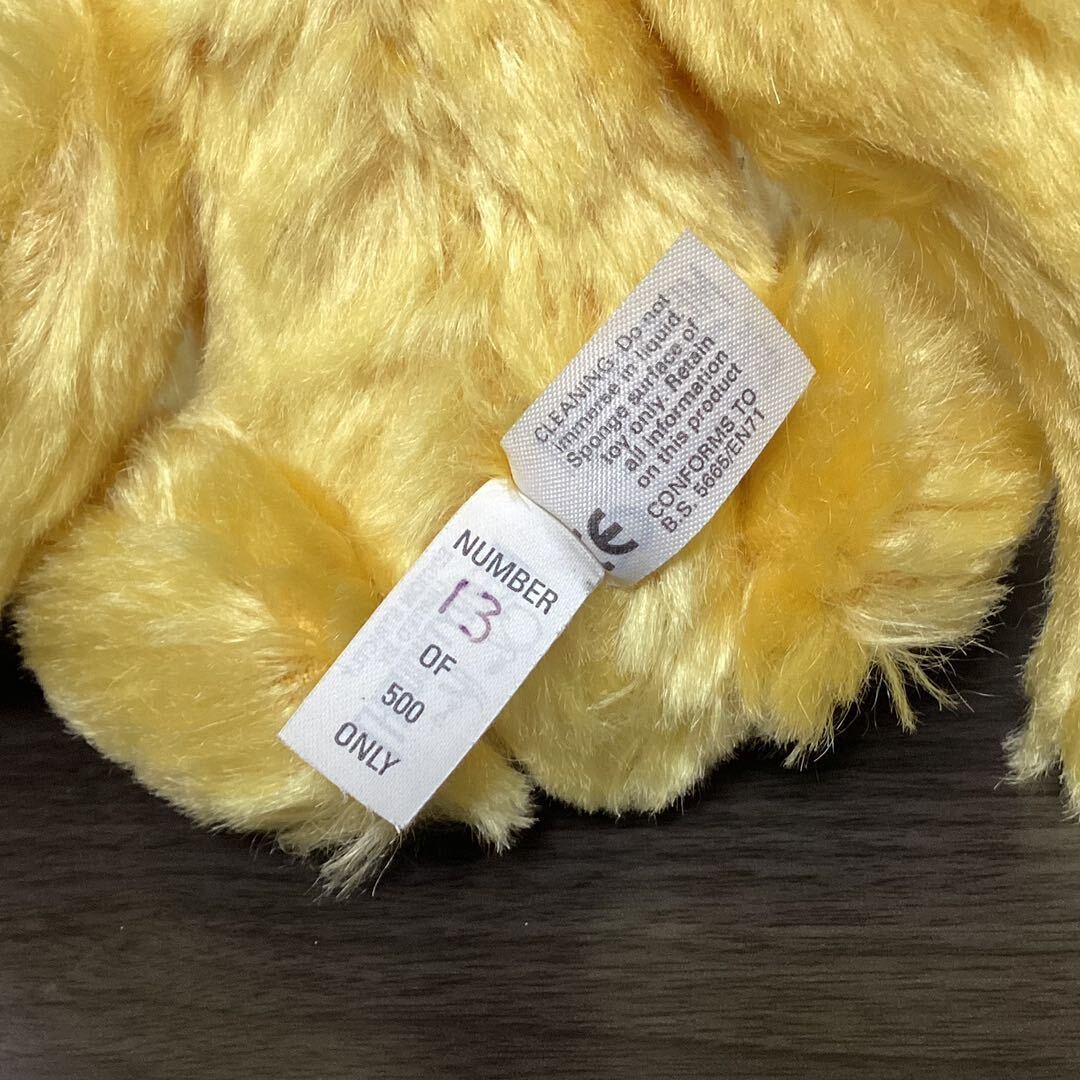 CLEANING. Do not
immerse in liquid.
Sponge surface of
toy only. Retain
all information
on this product
CONFORMS TO
B.S. 5665/EN71
CE
NUMBER
13
OF
500
ONLY